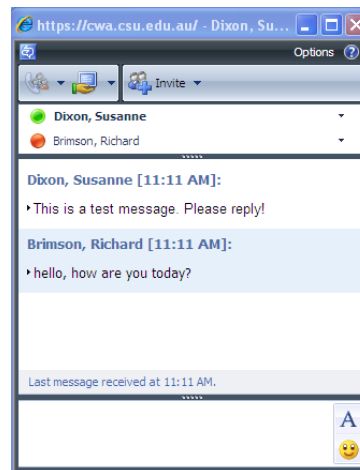 https://cwa.csu.edu.au/ - Dixon, Su...
Options ?
Invite
Dixon, Susanne
Brimson, Richard
Dixon, Susanne [11:11 AM]:
This is a test message. Please reply!
Brimson, Richard [11:11 AM]:
hello, how are you today?
Last message received at 11:11 AM.
A